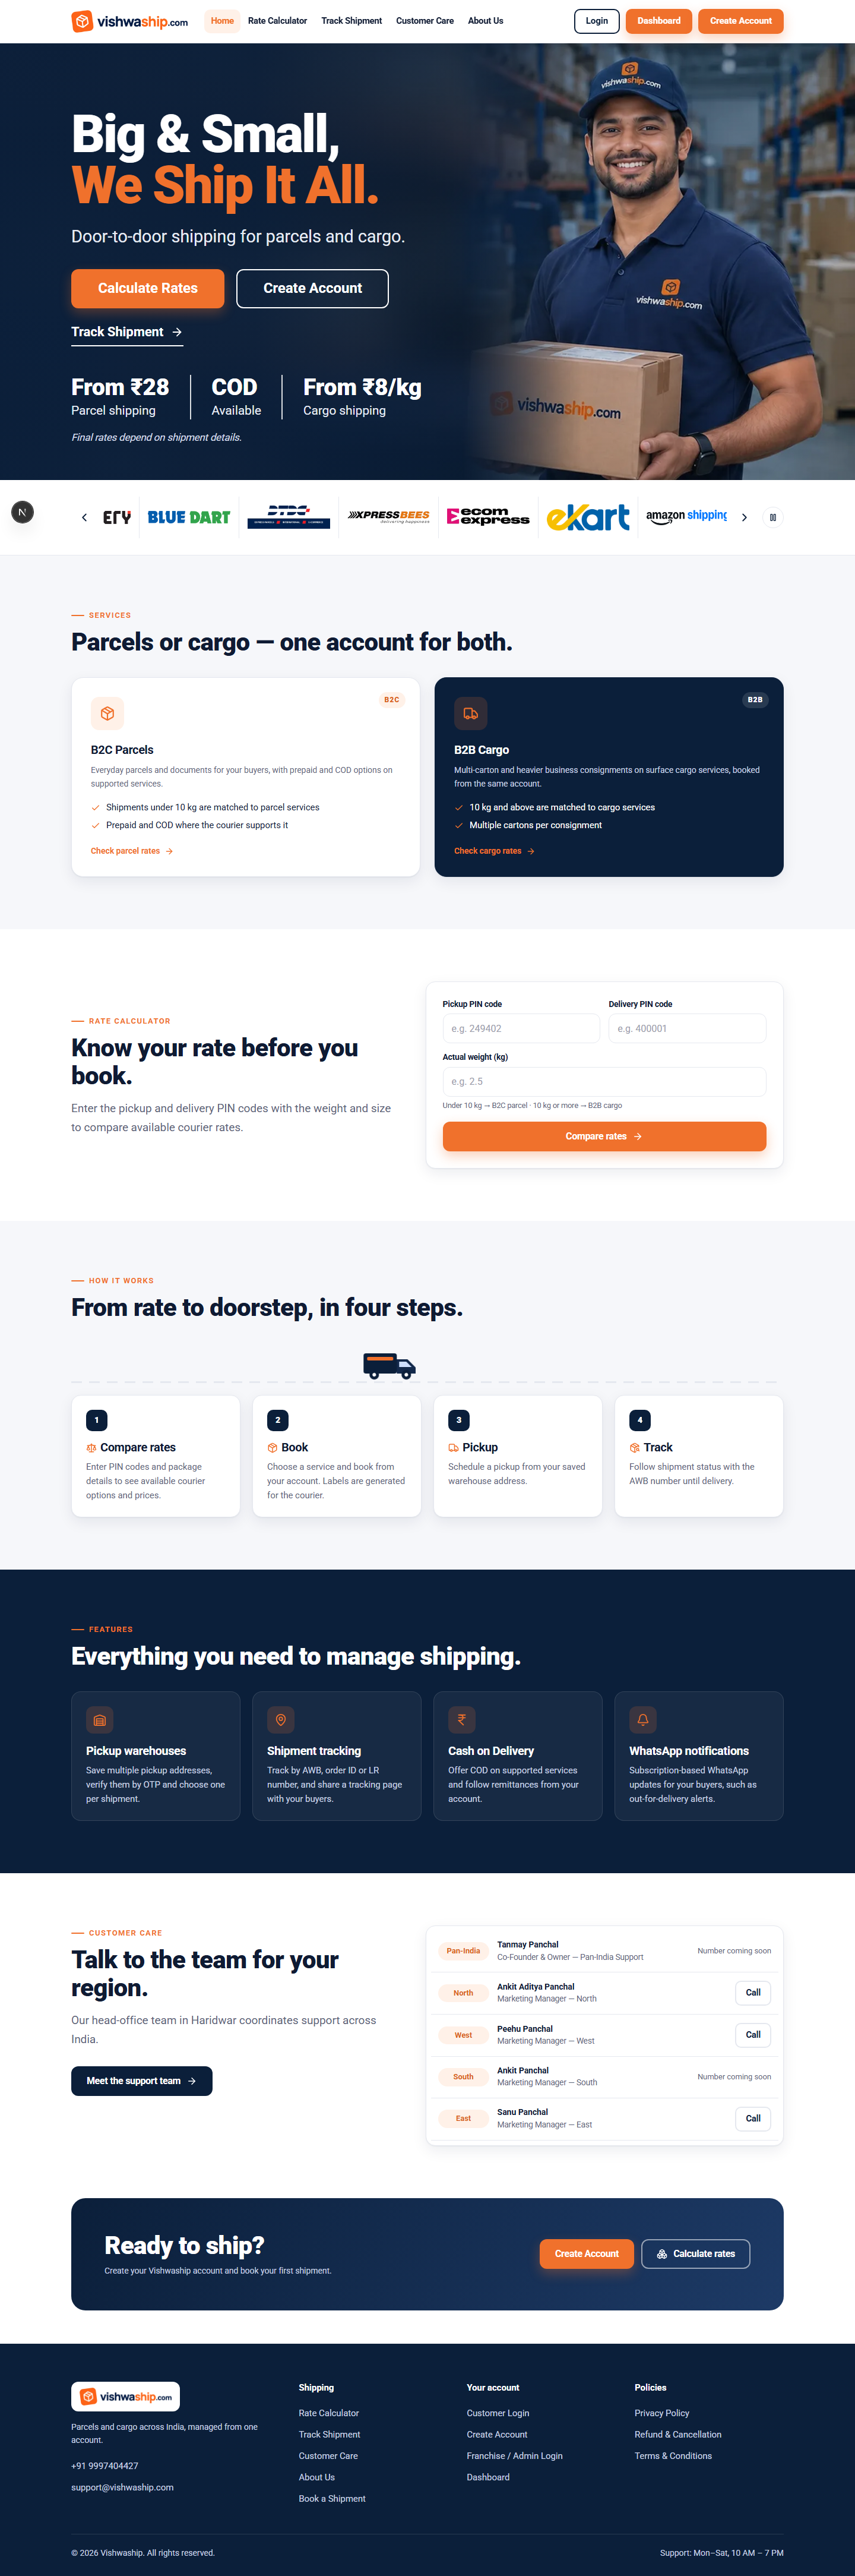 vishwaship.com
Home
Rate Calculator
Track Shipment
Customer Care
About Us
Login
Dashboard
Create Account
vishwaship.com
Big & Small,
We Ship It All.
Door-to-door shipping for parcels and cargo.
Calculate Rates
Create Account
vishwaship.com
Track Shipment
From ₹28
Parcel shipping
COD
Available
From ₹8/kg
Cargo shipping
vishwaship.com
Final rates depend on shipment details.
N
ERY
BLUE DART
DTDC
XPRESSBEES
delivering happiness
ecom express
eKart
amazon shipping
SERVICES
Parcels or cargo — one account for both.
B2C
B2C Parcels
Everyday parcels and documents for your buyers, with prepaid and COD options on
supported services.
Shipments under 10 kg are matched to parcel services
Prepaid and COD where the courier supports it
Check parcel rates
B2B
B2B Cargo
Multi-carton and heavier business consignments on surface cargo services, booked
from the same account.
10 kg and above are matched to cargo services
Multiple cartons per consignment
Check cargo rates
RATE CALCULATOR
Know your rate before you
book.
Enter the pickup and delivery PIN codes with the weight and size
to compare available courier rates.
Pickup PIN code
Delivery PIN code
e.g. 249402
e.g. 400001
Actual weight (kg)
e.g. 2.5
Under 10 kg → B2C parcel · 10 kg or more → B2B cargo
Compare rates
HOW IT WORKS
From rate to doorstep, in four steps.
1
Compare rates
Enter PIN codes and package
details to see available courier
options and prices.
2
Book
Choose a service and book from
your account. Labels are generated
for the courier.
3
Pickup
Schedule a pickup from your saved
warehouse address.
4
Track
Follow shipment status with the
AWB number until delivery.
FEATURES
Everything you need to manage shipping.
Pickup warehouses
Save multiple pickup addresses,
verify them by OTP and choose one
per shipment.
Shipment tracking
Track by AWB, order ID or LR
number, and share a tracking page
with your buyers.
Cash on Delivery
Offer COD on supported services
and follow remittances from your
account.
WhatsApp notifications
Subscription-based WhatsApp
updates for your buyers, such as
out-for-delivery alerts.
CUSTOMER CARE
Talk to the team for your
region.
Our head-office team in Haridwar coordinates support across
India.
Meet the support team
Pan-India
Tanmay Panchal
Co-Founder & Owner — Pan-India Support
Number coming soon
North
Ankit Aditya Panchal
Marketing Manager — North
Call
West
Peehu Panchal
Marketing Manager — West
Call
South
Ankit Panchal
Marketing Manager — South
Number coming soon
East
Sanu Panchal
Marketing Manager — East
Call
Ready to ship?
Create your Vishwaship account and book your first shipment.
Create Account
Calculate rates
vishwaship.com
Parcels and cargo across India, managed from one
account.
+91 9997404427
support@vishwaship.com
Shipping
Rate Calculator
Track Shipment
Customer Care
About Us
Book a Shipment
Your account
Customer Login
Create Account
Franchise / Admin Login
Dashboard
Policies
Privacy Policy
Refund & Cancellation
Terms & Conditions
© 2026 Vishwaship. All rights reserved.
Support: Mon–Sat, 10 AM – 7 PM